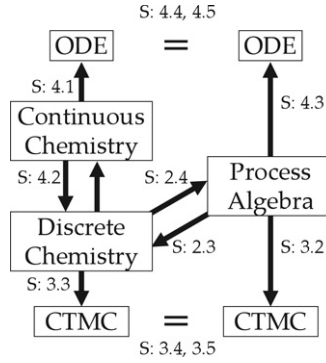 S: 4.4, 4.5
ODE = ODE
S: 4.1
S: 4.3
Continuous
Chemistry
S: 4.2
S: 2.4
Process
Algebra
Discrete
Chemistry
S: 2.3
S: 3.2
S: 3.3
CTMC = CTMC
S: 3.4, 3.5